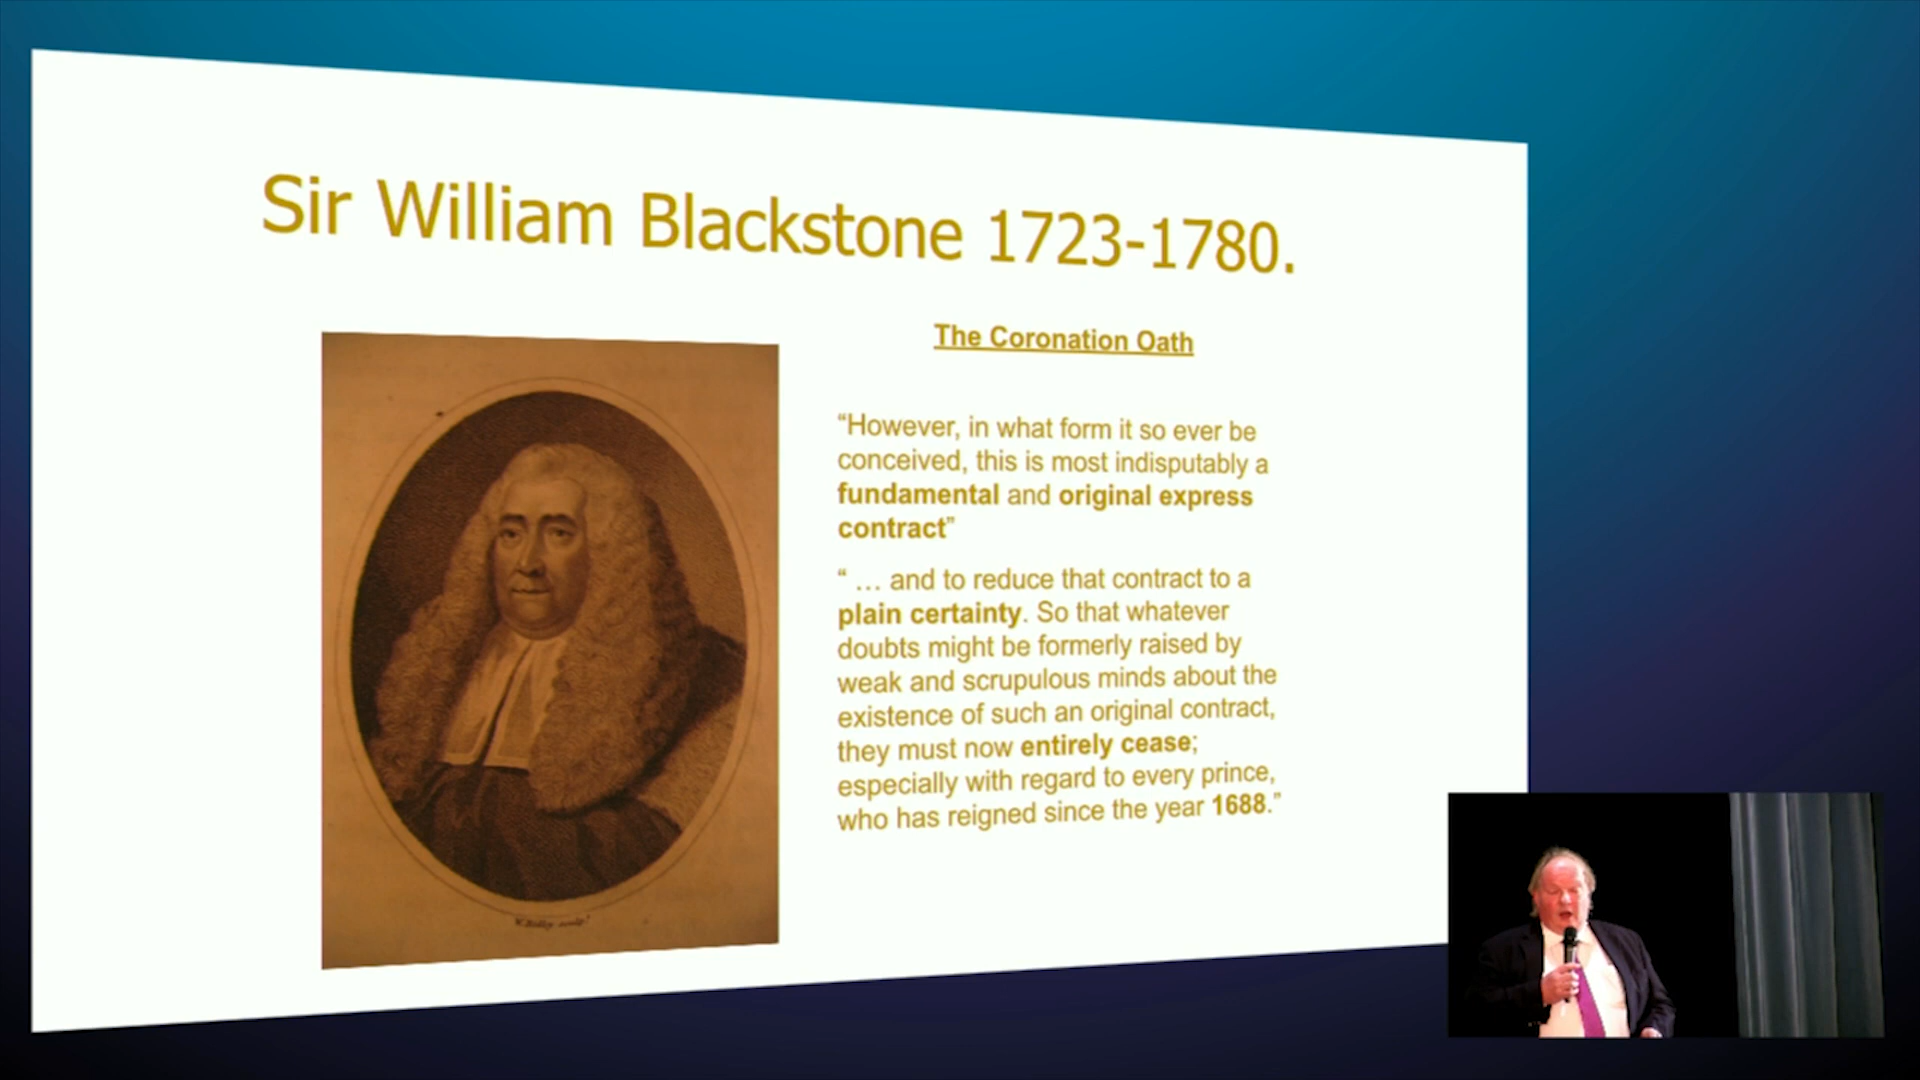 Sir William Blackstone 1723-1780.
The Coronation Oath
“However, in what form it so ever be
conceived, this is most indisputably a
fundamental and original express
contract”
“ … and to reduce that contract to a
plain certainty. So that whatever
doubts might be formerly raised by
weak and scrupulous minds about the
existence of such an original contract,
they must now entirely cease;
especially with regard to every prince,
who has reigned since the year 1688.”